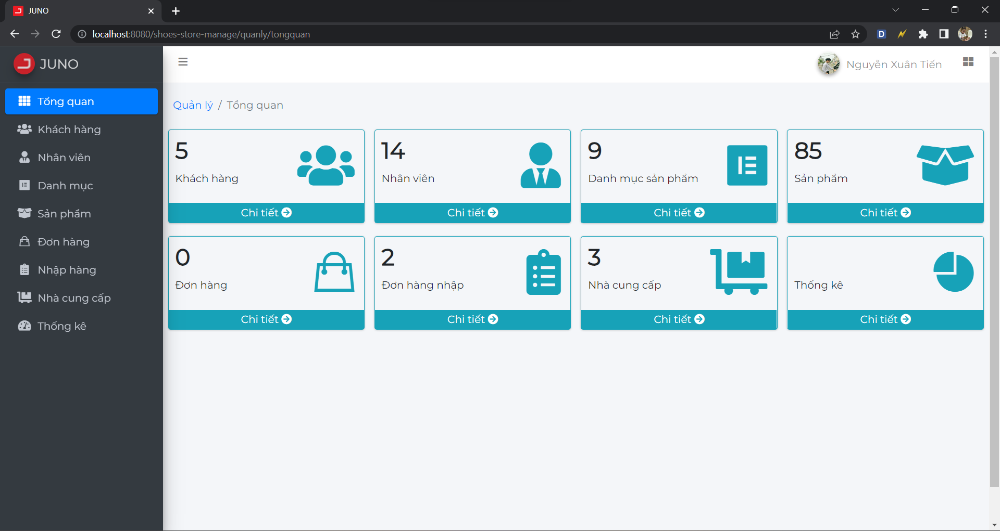 JUNO
localhost:8080/shoes-store-manage/quanly/tongquan
D
JUNO
Nguyễn Xuân Tiến
Tổng quan
Khách hàng
Nhân viên
Danh mục
Sản phẩm
Đơn hàng
Nhập hàng
Nhà cung cấp
Thống kê
Quản lý / Tổng quan
5
Khách hàng
Chi tiết
14
Nhân viên
Chi tiết
9
Danh mục sản phẩm
Chi tiết
85
Sản phẩm
Chi tiết
0
Đơn hàng
Chi tiết
2
Đơn hàng nhập
Chi tiết
3
Nhà cung cấp
Chi tiết
Thống kê
Chi tiết